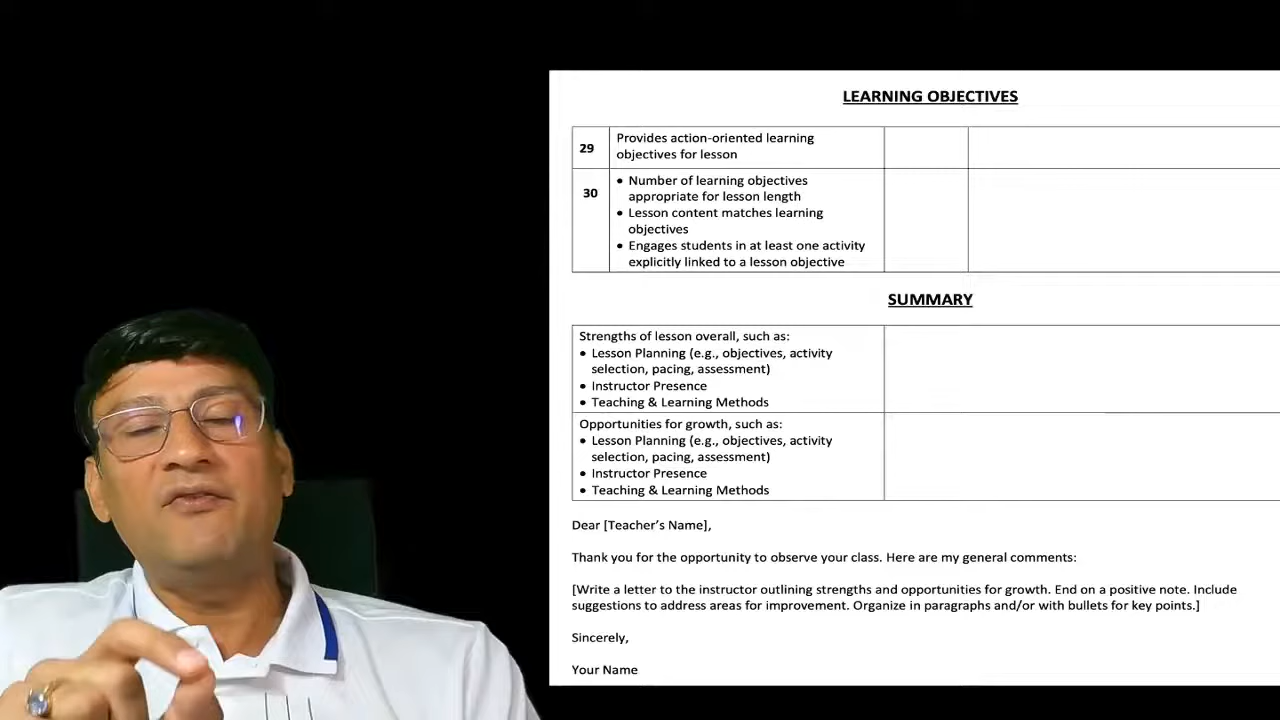 LEARNING OBJECTIVES
29
Provides action-oriented learning
objectives for lesson
30
• Number of learning objectives
appropriate for lesson length
• Lesson content matches learning
objectives
• Engages students in at least one activity
explicitly linked to a lesson objective
SUMMARY
Strengths of lesson overall, such as:
• Lesson Planning (e.g., objectives, activity
selection, pacing, assessment)
• Instructor Presence
• Teaching & Learning Methods
Opportunities for growth, such as:
• Lesson Planning (e.g., objectives, activity
selection, pacing, assessment)
• Instructor Presence
• Teaching & Learning Methods
Dear [Teacher’s Name],
Thank you for the opportunity to observe your class. Here are my general comments:
[Write a letter to the instructor outlining strengths and opportunities for growth. End on a positive note. Include
suggestions to address areas for improvement. Organize in paragraphs and/or with bullets for key points.]
Sincerely,
Your Name